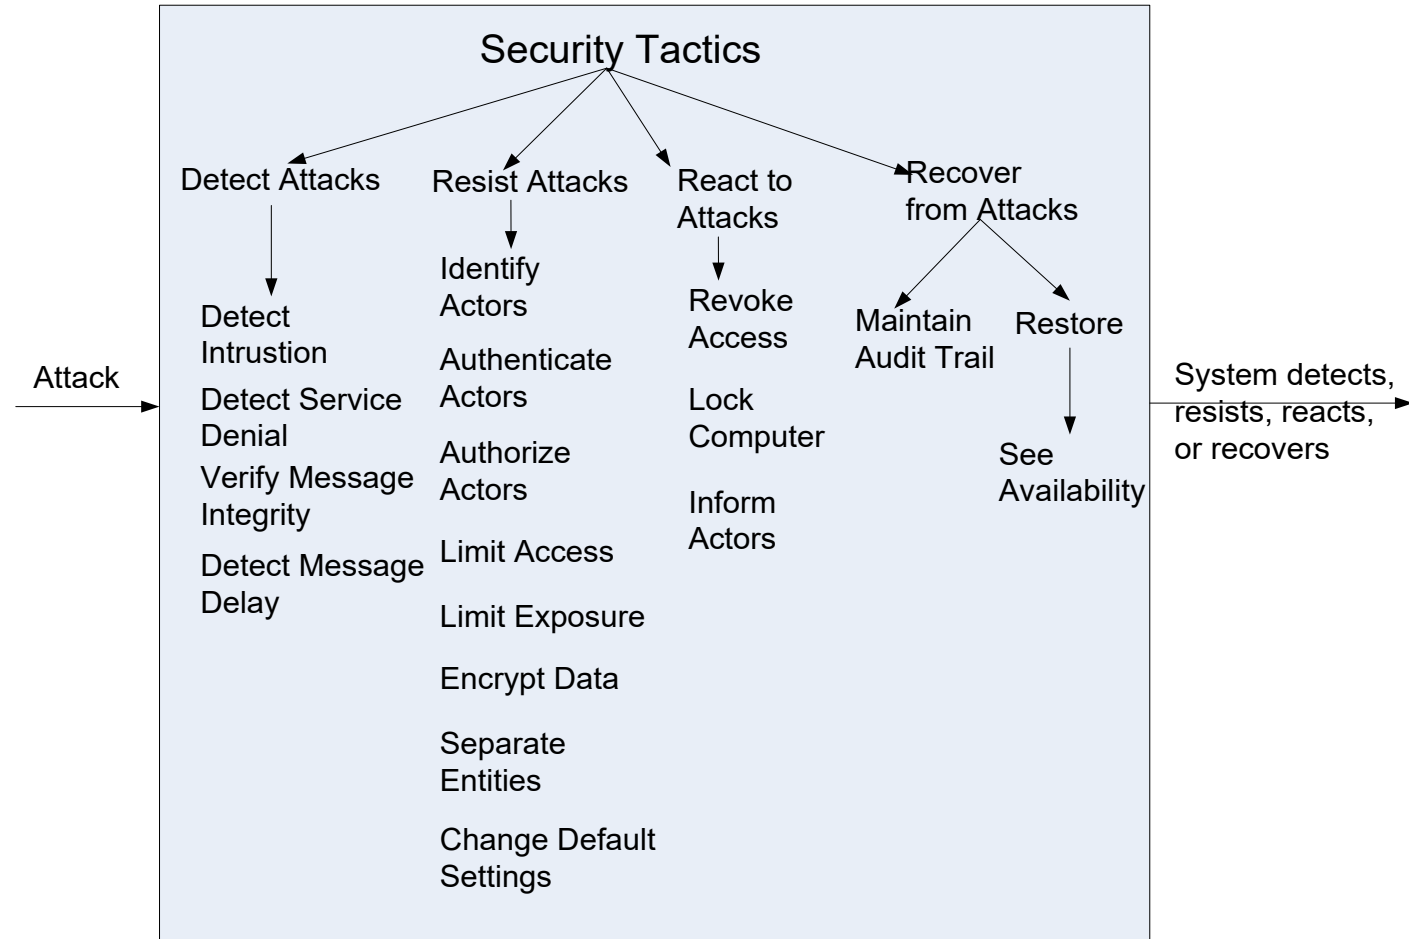 Security Tactics
Detect Attacks
Resist Attacks
React to
Attacks
Recover
from Attacks
Detect
Intrustion
Detect Service
Denial
Verify Message
Integrity
Detect Message
Delay
Identify
Actors
Authenticate
Actors
Authorize
Actors
Limit Access
Limit Exposure
Encrypt Data
Separate
Entities
Change Default
Settings
Revoke
Access
Lock
Computer
Inform
Actors
Maintain
Audit Trail
Restore
See
Availability
Attack
System detects,
resists, reacts,
or recovers